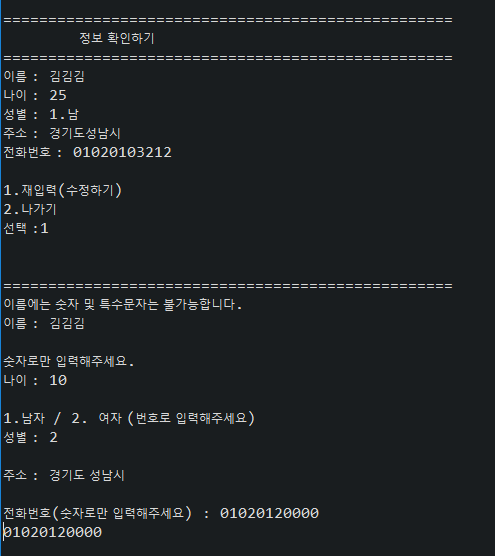 ==================================================
정보 확인하기
==================================================
이름 : 김김김
나이 : 25
성별 : 1.남
주소 : 경기도성남시
전화번호 : 01020103212
1.재입력(수정하기)
2.나가기
선택 :1
==================================================
이름에는 숫자 및 특수문자는 불가능합니다.
이름 : 김김김
숫자로만 입력해주세요.
나이 : 10
1.남자 / 2. 여자 (번호로 입력해주세요)
성별 : 2
주소 : 경기도 성남시
전화번호(숫자로만 입력해주세요) : 01020120000
01020120000